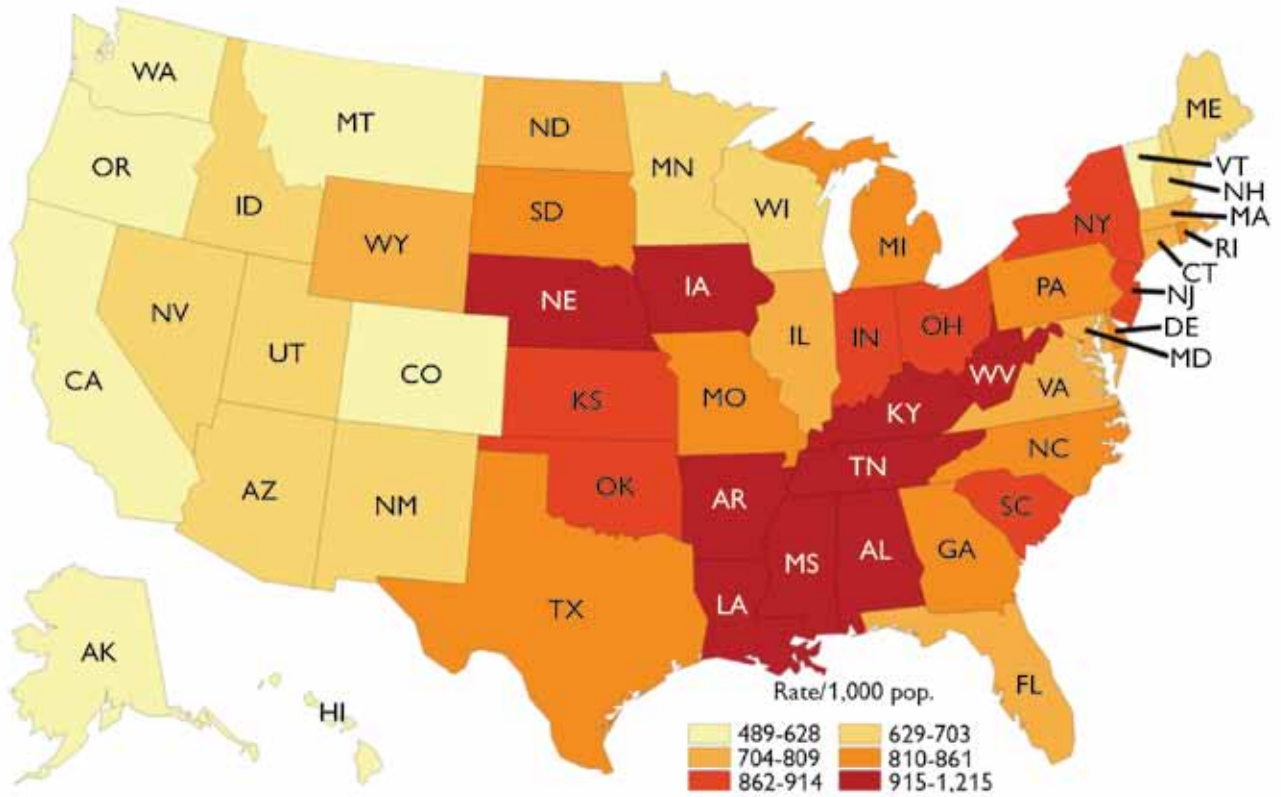 WA
MT
ND
ME
OR
MN
VT
ID
SD
WI
NH
WY
MI
NY
MA
RI
CT
NE
IA
PA
NJ
NV
IL
IN
OH
DE
MD
UT
CA
CO
WV
VA
KS
MO
KY
NC
TN
AZ
NM
OK
AR
SC
MS
AL
GA
TX
LA
AK
FL
HI
Rate/1,000 pop.
489-628 629-703
704-809 810-861
862-914 915-1,215